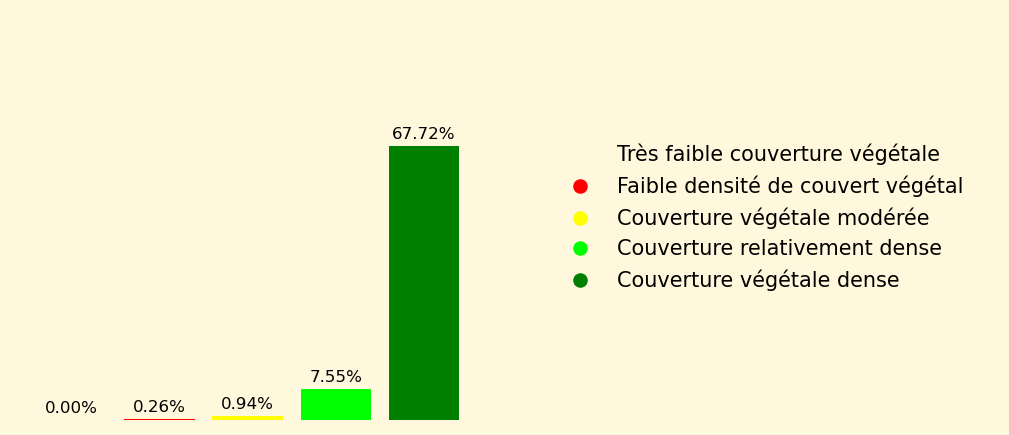 67.72%
7.55%
0.94%
0.26%
0.00%
Très faible couverture végétale
Faible densité de couvert végétal
Couverture végétale modérée
Couverture relativement dense
Couverture végétale dense